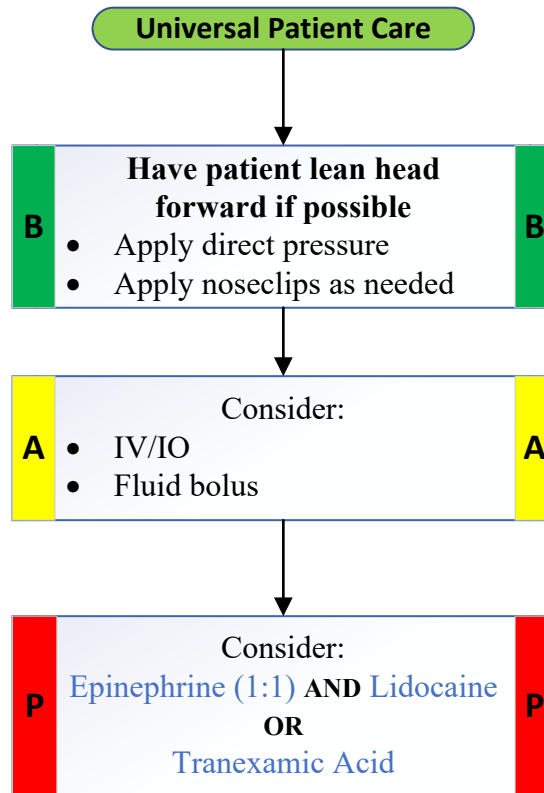 Universal Patient Care
Have patient lean head
forward if possible
B
• Apply direct pressure
B
• Apply noseclips as needed
Consider:
A
• IV/IO
A
• Fluid bolus
Consider:
Epinephrine (1:1) AND Lidocaine
P
OR
P
Tranexamic Acid